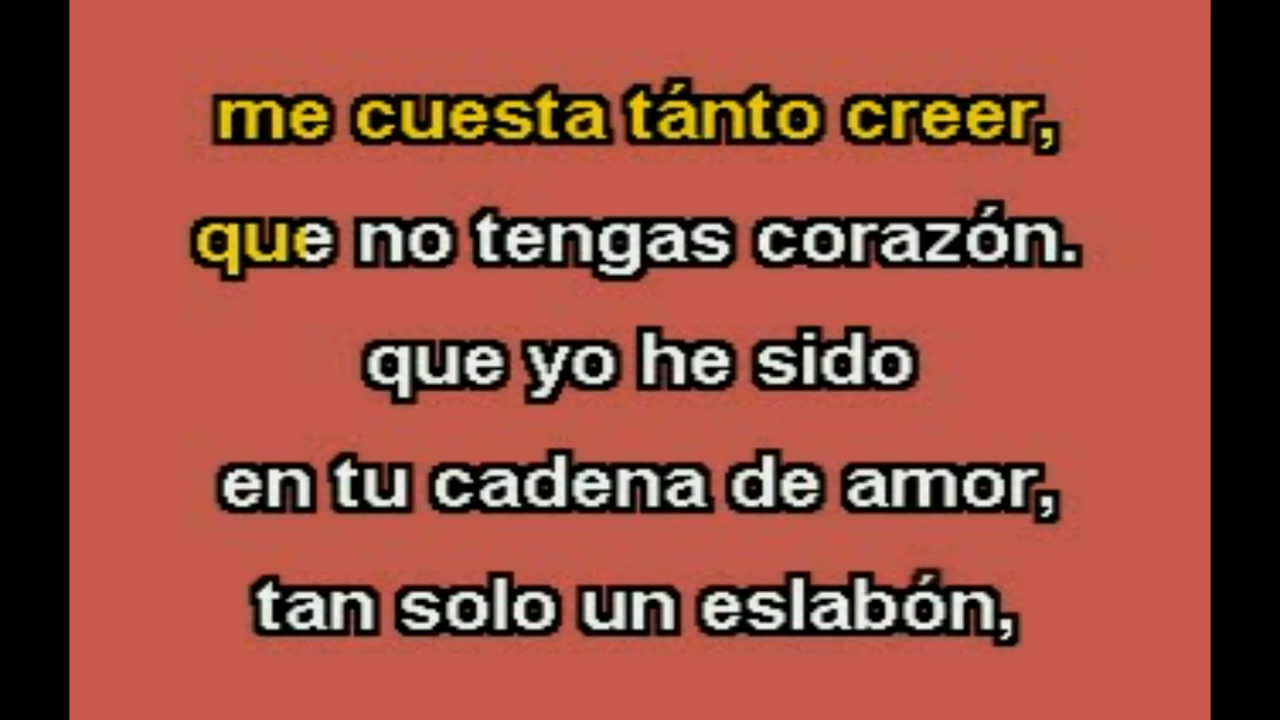 me cuesta tánto creer,
que no tengas corazón.
que yo he sido
en tu cadena de amor,
tan solo un eslabón,